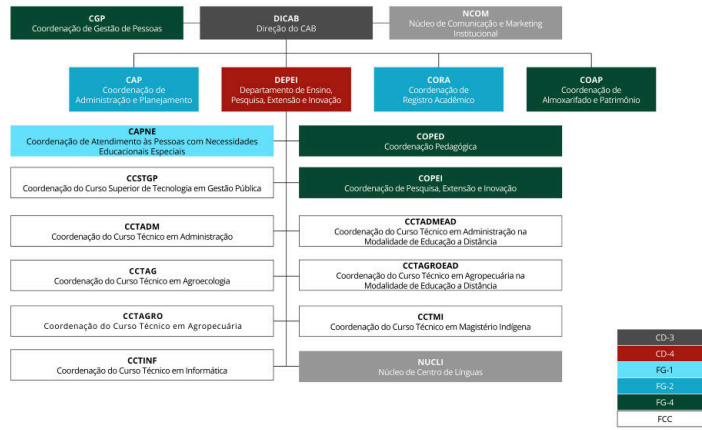 CGP
Coordenação de Gestão de Pessoas
DICAB
Direção do CAB
NCOM
Núcleo de Comunicação e Marketing
Institucional
CAP
Coordenação de
Administração e Planejamento
DEPEI
Departamento de Ensino,
Pesquisa, Extensão e Inovação
CORA
Coordenação de
Registro Acadêmico
COAP
Coordenação de
Almoxarifado e Patrimônio
CAPNE
Coordenação de Atendimento às Pessoas com Necessidades
Educacionais Especiais
COPED
Coordenação Pedagógica
CCSTGP
Coordenação do Curso Superior de Tecnologia em Gestão Pública
COPEI
Coordenação de Pesquisa, Extensão e Inovação
CCTADM
Coordenação do Curso Técnico em Administração
CCTADMEAD
Coordenação do Curso Técnico em Administração na
Modalidade de Educação a Distância
CCTAG
Coordenação do Curso Técnico em Agroecologia
CCTAGROEAD
Coordenação do Curso Técnico em Agropecuária na
Modalidade de Educação a Distância
CCTAGRO
Coordenação do Curso Técnico em Agropecuária
CCTMI
Coordenação do Curso Técnico em Magistério Indígena
CCTINF
Coordenação do Curso Técnico em Informática
NUCLI
Núcleo de Centro de Línguas
CD-3
CD-4
FG-1
FG-2
FG-4
FCC